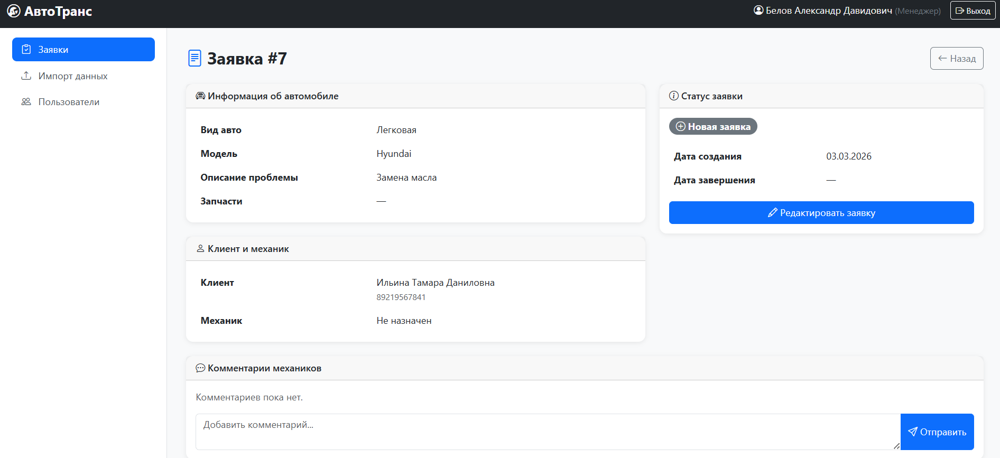 АвтоТранс
Белов Александр Давидович (Менеджер)
Выход
Заявки
Импорт данных
Пользователи
Заявка #7
Назад
Информация об автомобиле
Вид авто Легковая
Модель Hyundai
Описание проблемы Замена масла
Запчасти —
Статус заявки
Новая заявка
Дата создания 03.03.2026
Дата завершения —
Редактировать заявку
Клиент и механик
Клиент Ильина Тамара Даниловна
89219567841
Механик Не назначен
Комментарии механиков
Комментариев пока нет.
Добавить комментарий...
Отправить